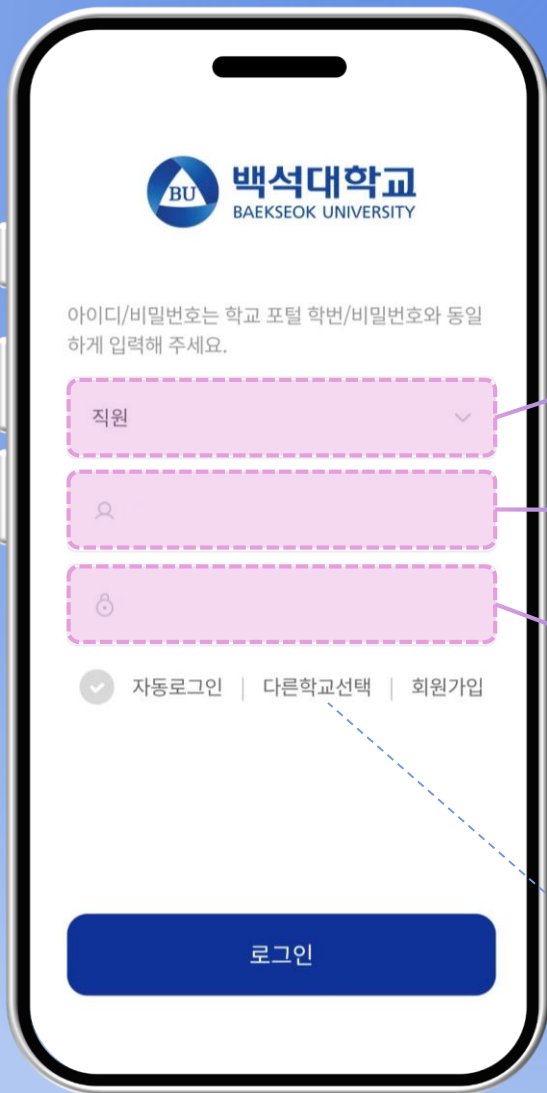 BU
백석대학교
BAEKSEOK UNIVERSITY
아이디/비밀번호는 학교 포털 학번/비밀번호와 동일
하게 입력해 주세요.
직원
자동로그인 | 다른학교선택 | 회원가입
로그인